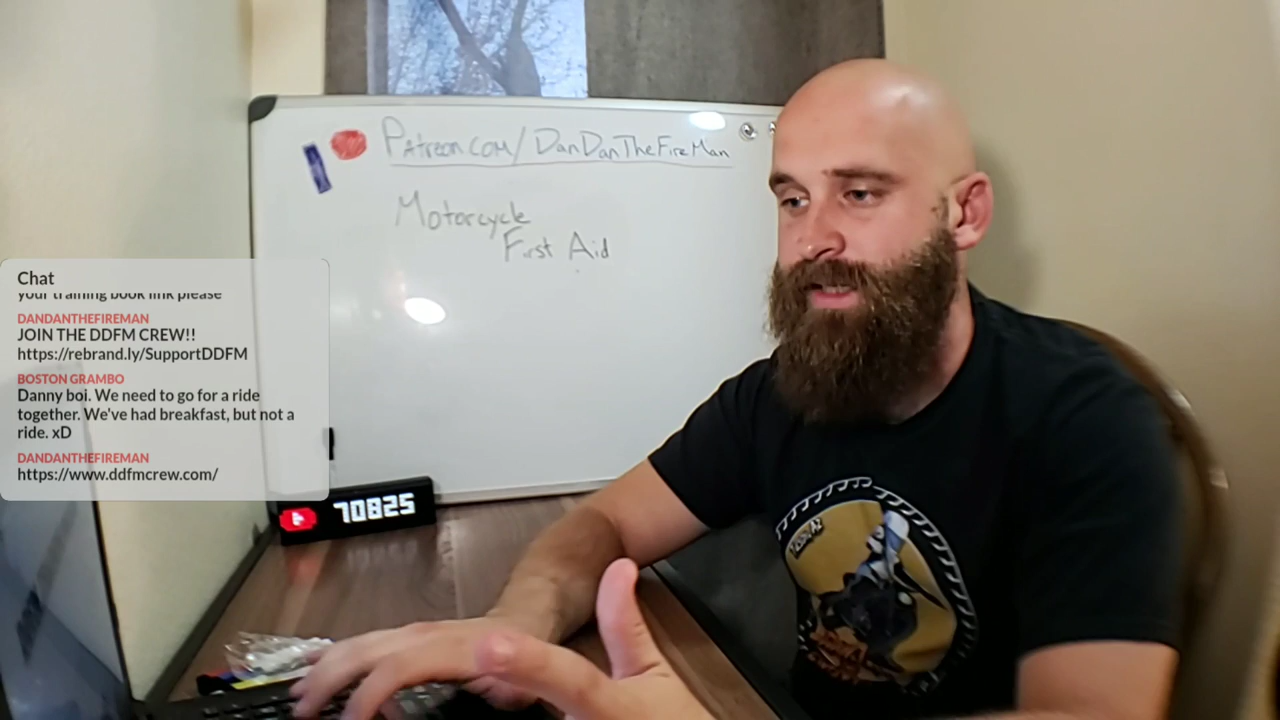 Patreon.com/DanDanTheFireMan
Motorcycle
First Aid
Chat
your training book link please
DANDANTHEFIREMAN
JOIN THE DDFM CREW!!
https://rebrand.ly/SupportDDFM
BOSTON GRAMBO
Danny boi. We need to go for a ride
together. We've had breakfast, but not a
ride. xD
DANDANTHEFIREMAN
https://www.ddfmcrew.com/
70825